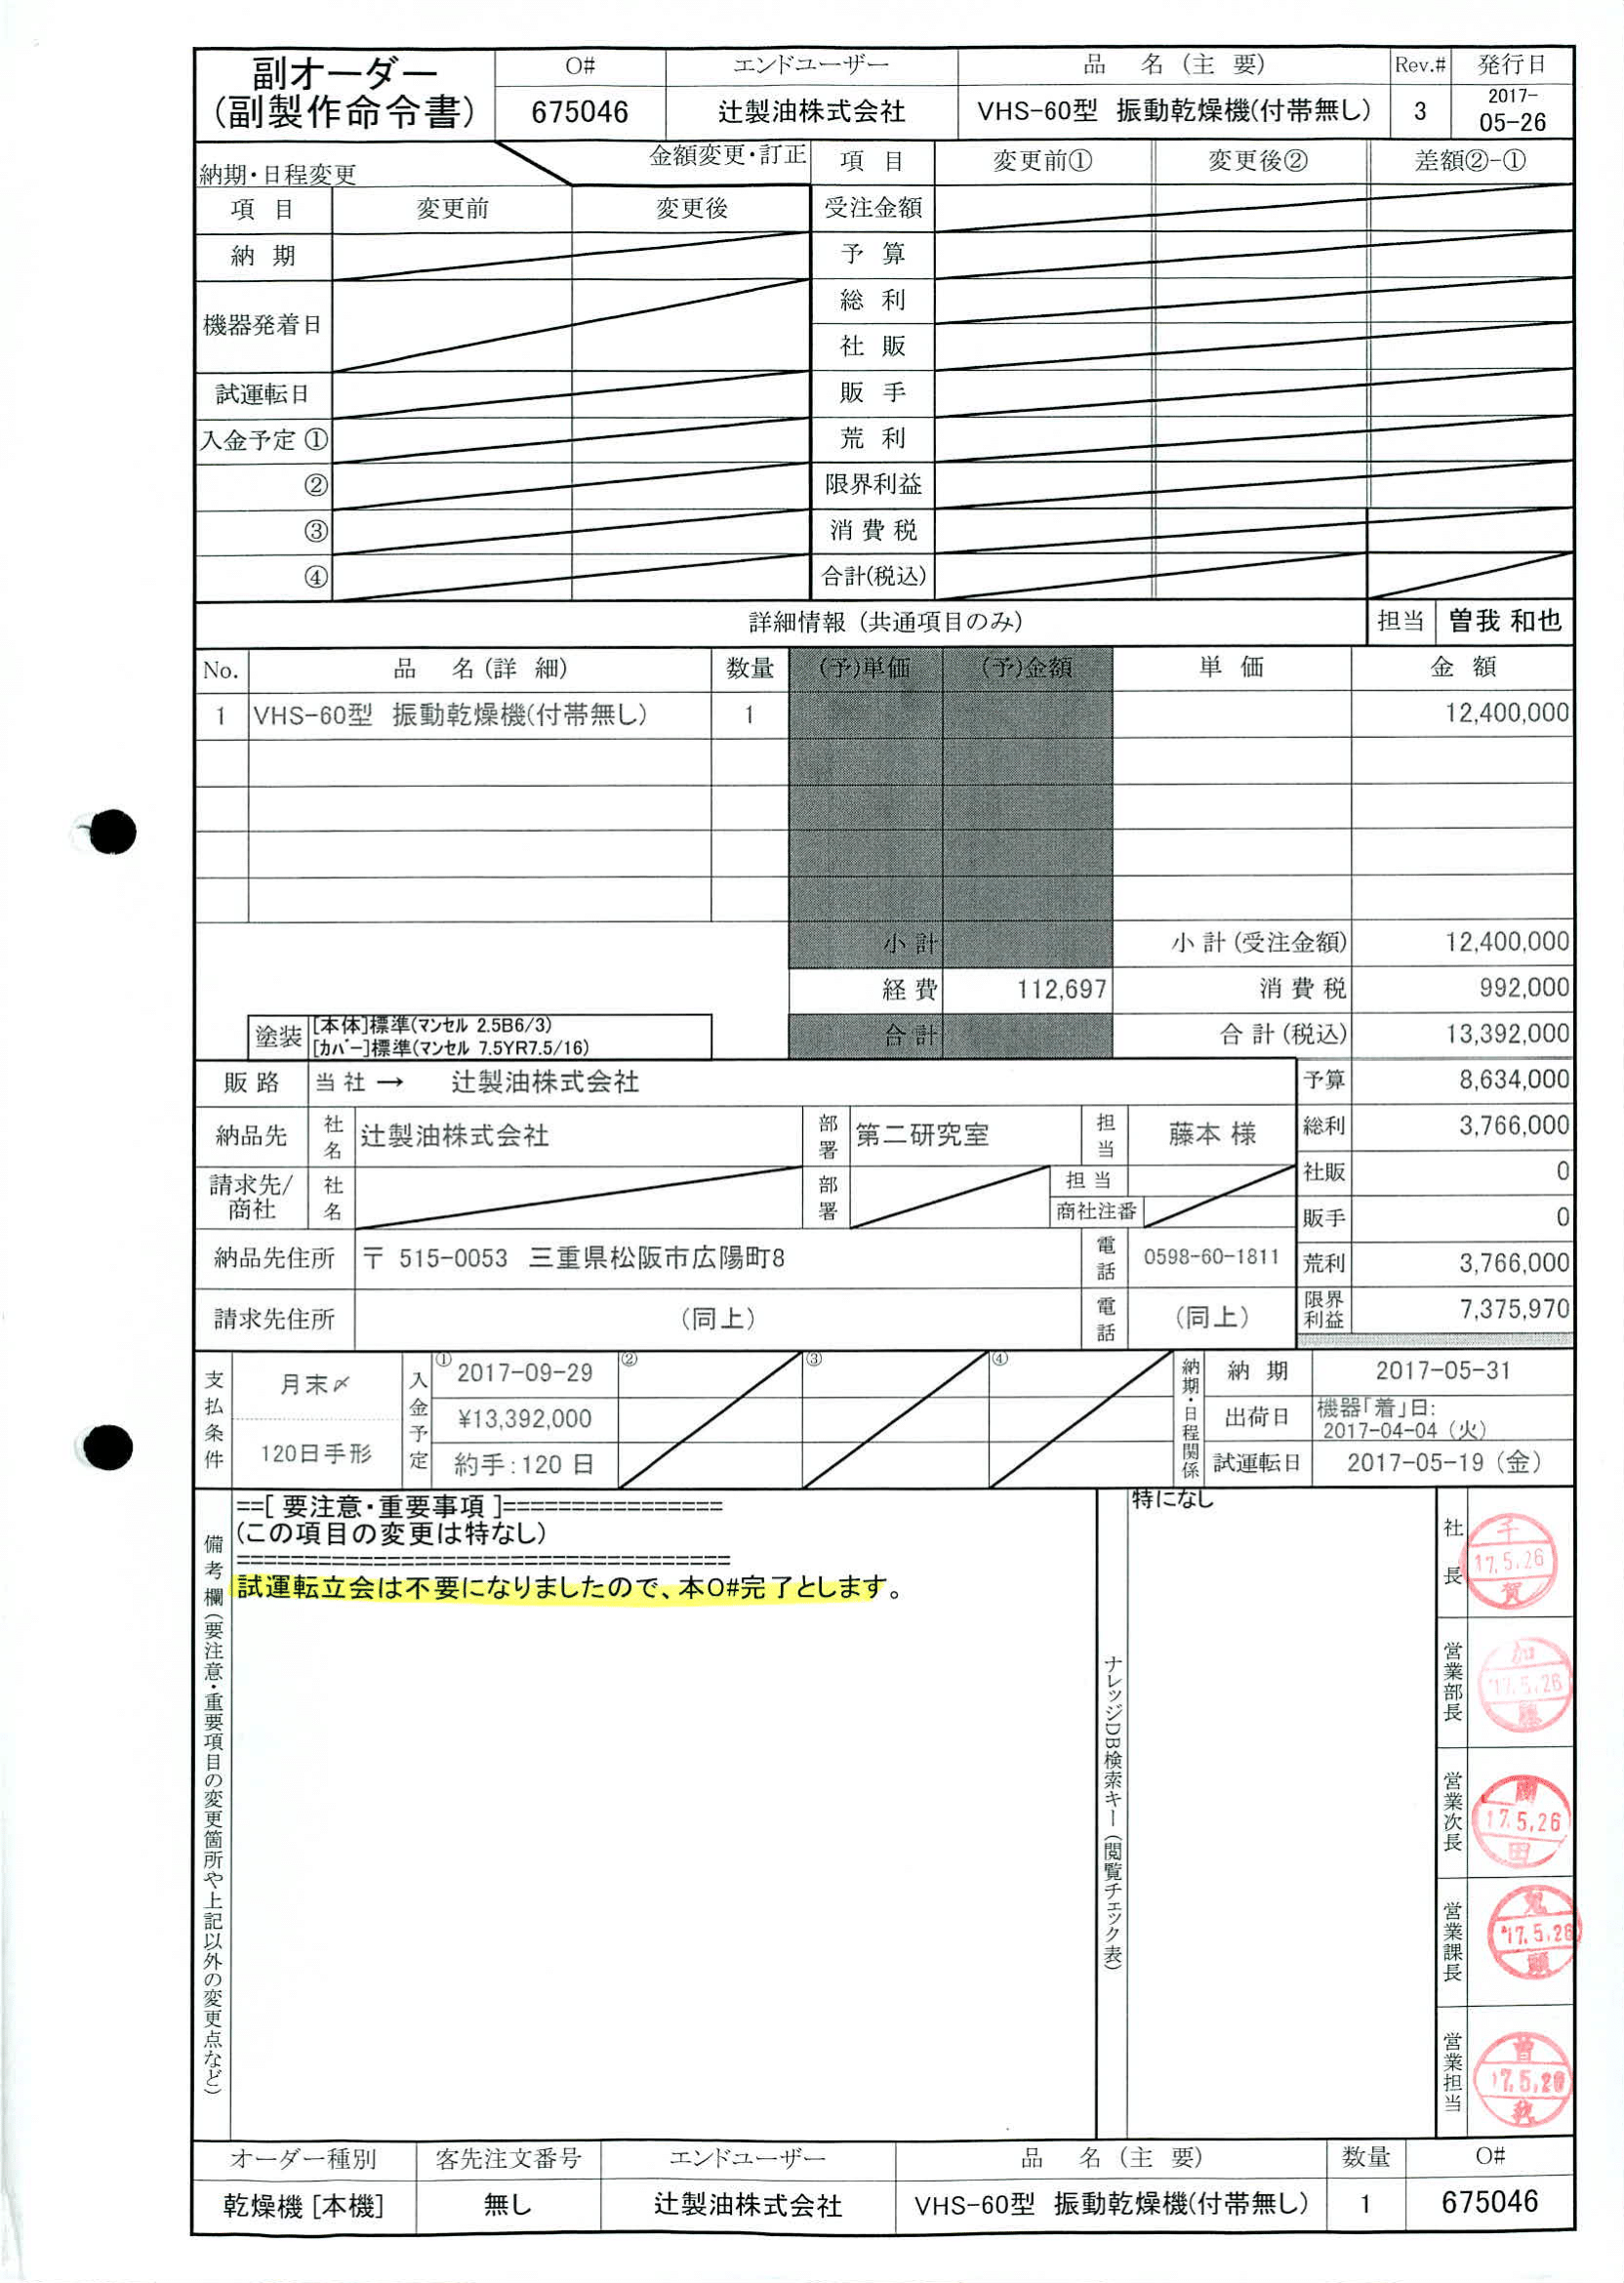 副オーダー
(副製作命令書)
O#
675046
エンドユーザー
辻製油株式会社
品 名 (主 要)
VHS-60型 振動乾燥機(付帯無し)
Rev.#
3
発行日
2017-
05-26
納期・日程変更
金額変更・訂正
項 目 変更前 変更後
納 期
機器発着日
試運転日
入金予定 ①
②
③
④
項 目 変更前① 変更後② 差額②-①
受注金額
予 算
総 利
社 販
販 手
荒 利
限界利益
消 費 税
合計(税込)
詳細情報 (共通項目のみ)
担当 曽我 和也
No. 品 名 (詳 細) 数量 (予)単価 (予)金額 単 価 金 額
1 VHS-60型 振動乾燥機(付帯無し) 1 12,400,000
小 計 小 計 (受注金額) 12,400,000
経 費 112,697 消 費 税 992,000
合 計 合 計 (税込) 13,392,000
塗装
[本体]標準(マンセル 2.5B6/3)
[カバー]標準(マンセル 7.5YR7.5/16)
販 路 当 社 → 辻製油株式会社
予算 8,634,000
納品先 社名 辻製油株式会社 部署 第二研究室 担当 藤本 様
総利 3,766,000
請求先/
商社
社名
部署
担 当
商社注番
社販 0
販手 0
納品先住所 〒 515-0053 三重県松阪市広陽町8 電話 0598-60-1811
荒利 3,766,000
請求先住所 (同上) 電話 (同上)
限界
利益 7,375,970
支払条件
月末〆
120日手形
入金予定
① 2017-09-29
¥13,392,000
約手:120 日
②
③
④
納期・日程関係
納 期 2017-05-31
出荷日 機器「着」日:
2017-04-04 (火)
試運転日 2017-05-19 (金)
備考欄(要注意・重要項目の変更箇所や上記以外の変更点など)
==[ 要注意・重要事項 ]================
(この項目の変更は特なし)
====================================
試運転立会は不要になりましたので、本O#完了とします。
ナレッジDB検索キー(閲覧チェック表)
特になし
社長
千
17.5.26
賀
営業部長
加
17.5.26
藤
営業次長
17.5.26
田
営業課長
17.5.26
営業担当
曽
17.5.26
我
オーダー種別 客先注文番号 エンドユーザー 品 名 (主 要) 数量 O#
乾燥機 [本機] 無し 辻製油株式会社 VHS-60型 振動乾燥機(付帯無し) 1 675046